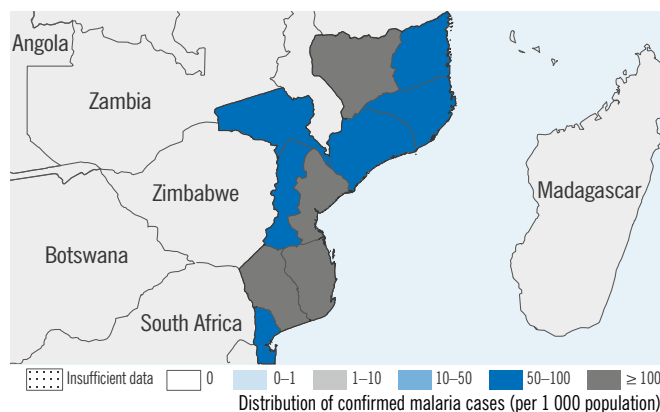 Angola
Zambia
Zimbabwe
Madagascar
Botswana
South Africa
Insufficient data 0 0–1 1–10 10–50 50–100 ≥ 100
Distribution of confirmed malaria cases (per 1 000 population)